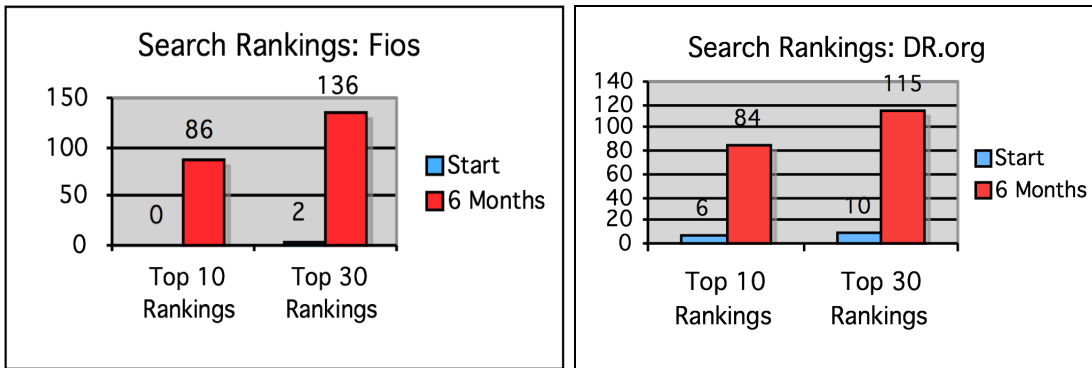 Search Rankings: Fios
136
150
86
100
Start
6 Months
50
0
2
0
Top 10
Rankings
Top 30
Rankings
Search Rankings: DR.org
140
115
120
84
100
80
Start
60
6 Months
40
6
10
20
0
Top 10
Rankings
Top 30
Rankings